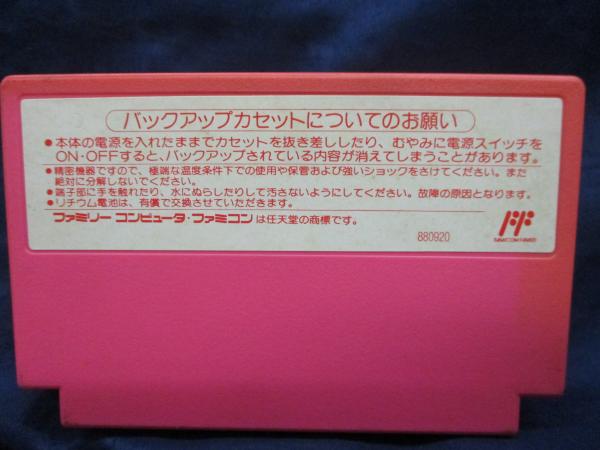 バックアップカセットについてのお願い
●本体の電源を入れたままでカセットを抜き差ししたり、むやみに電源スイッチを
ON・OFFすると、バックアップされている内容が消えてしまうことがあります。
●精密機器ですので、極端な温度条件下での使用や保管および強いショックをさけてください。また
絶対に分解しないでください。
●端子部に手を触れたり、水にぬらしたりして汚さないようにしてください。故障の原因となります。
●リチウム電池は、有償で交換させていただきます。
ファミリー コンピュータ・ファミコンは任天堂の商標です。
880920
FAMICOM FAMILY